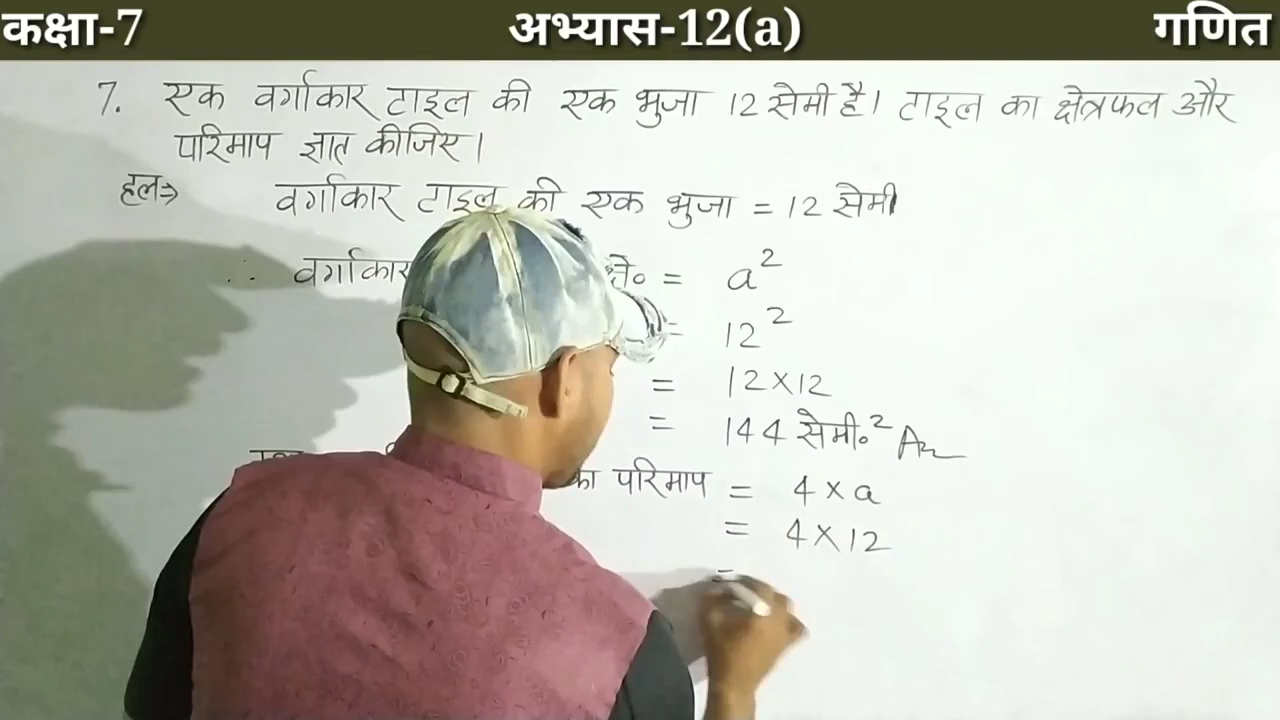 कक्षा-7 अभ्यास-12(a) गणित
7. एक वर्गाकार टाइल की एक भुजा 12 सेमी है। टाइल का क्षेत्रफल और
परिमाप ज्ञात कीजिए।
हल⇒ वर्गाकार टाइल की एक भुजा = 12 सेमी
∴ वर्गाकार क्षे० = a²
= 12²
= 12×12
= 144 सेमी०² Ans
का परिमाप = 4×a
= 4×12
=